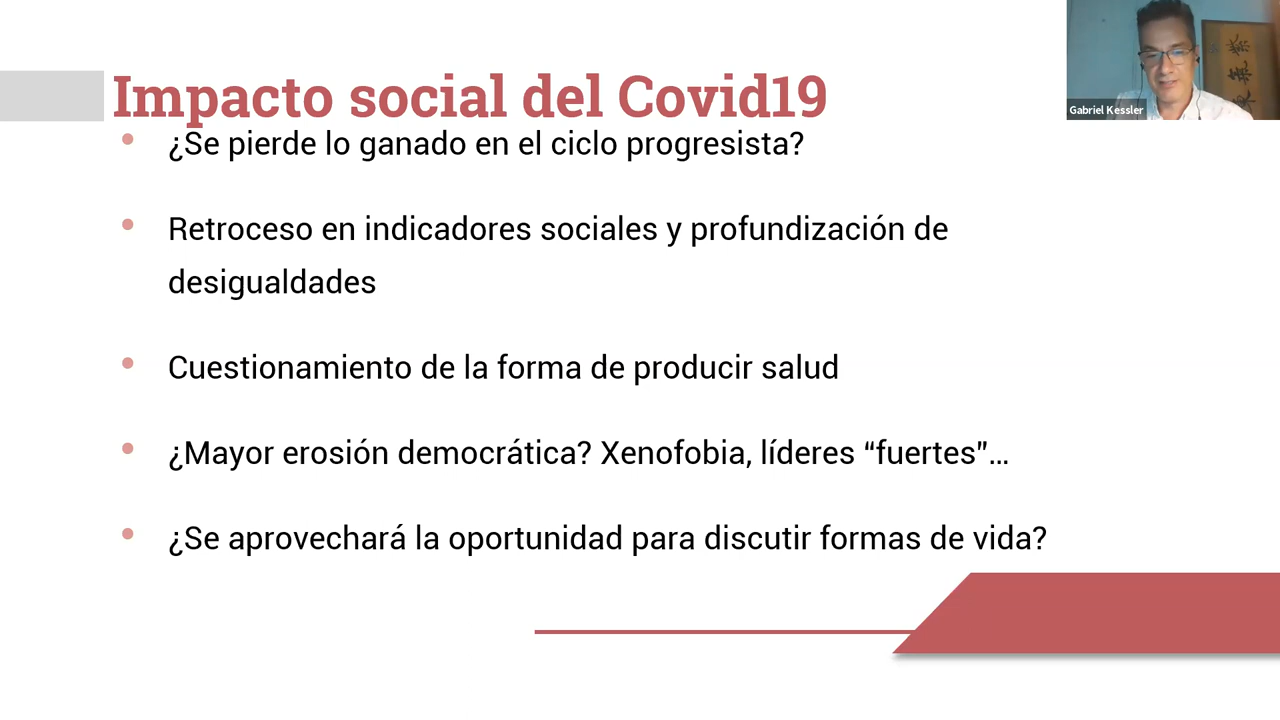 Impacto social del Covid19
¿Se pierde lo ganado en el ciclo progresista?
Retroceso en indicadores sociales y profundización de
desigualdades
Cuestionamiento de la forma de producir salud
¿Mayor erosión democrática? Xenofobia, líderes “fuertes”…
¿Se aprovechará la oportunidad para discutir formas de vida?
Gabriel Kessler